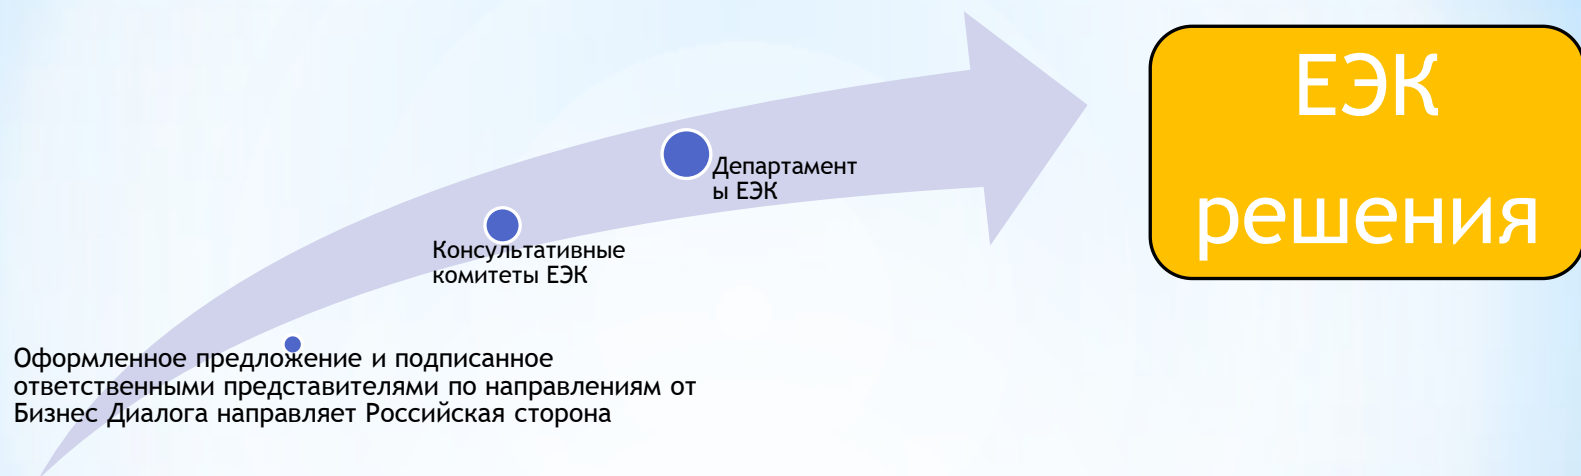 ЕЭК
решения
Департамент
ы ЕЭК
Консультативные
комитеты ЕЭК
Оформленное предложение и подписанное
ответственными представителями по направлениям от
Бизнес Диалога направляет Российская сторона